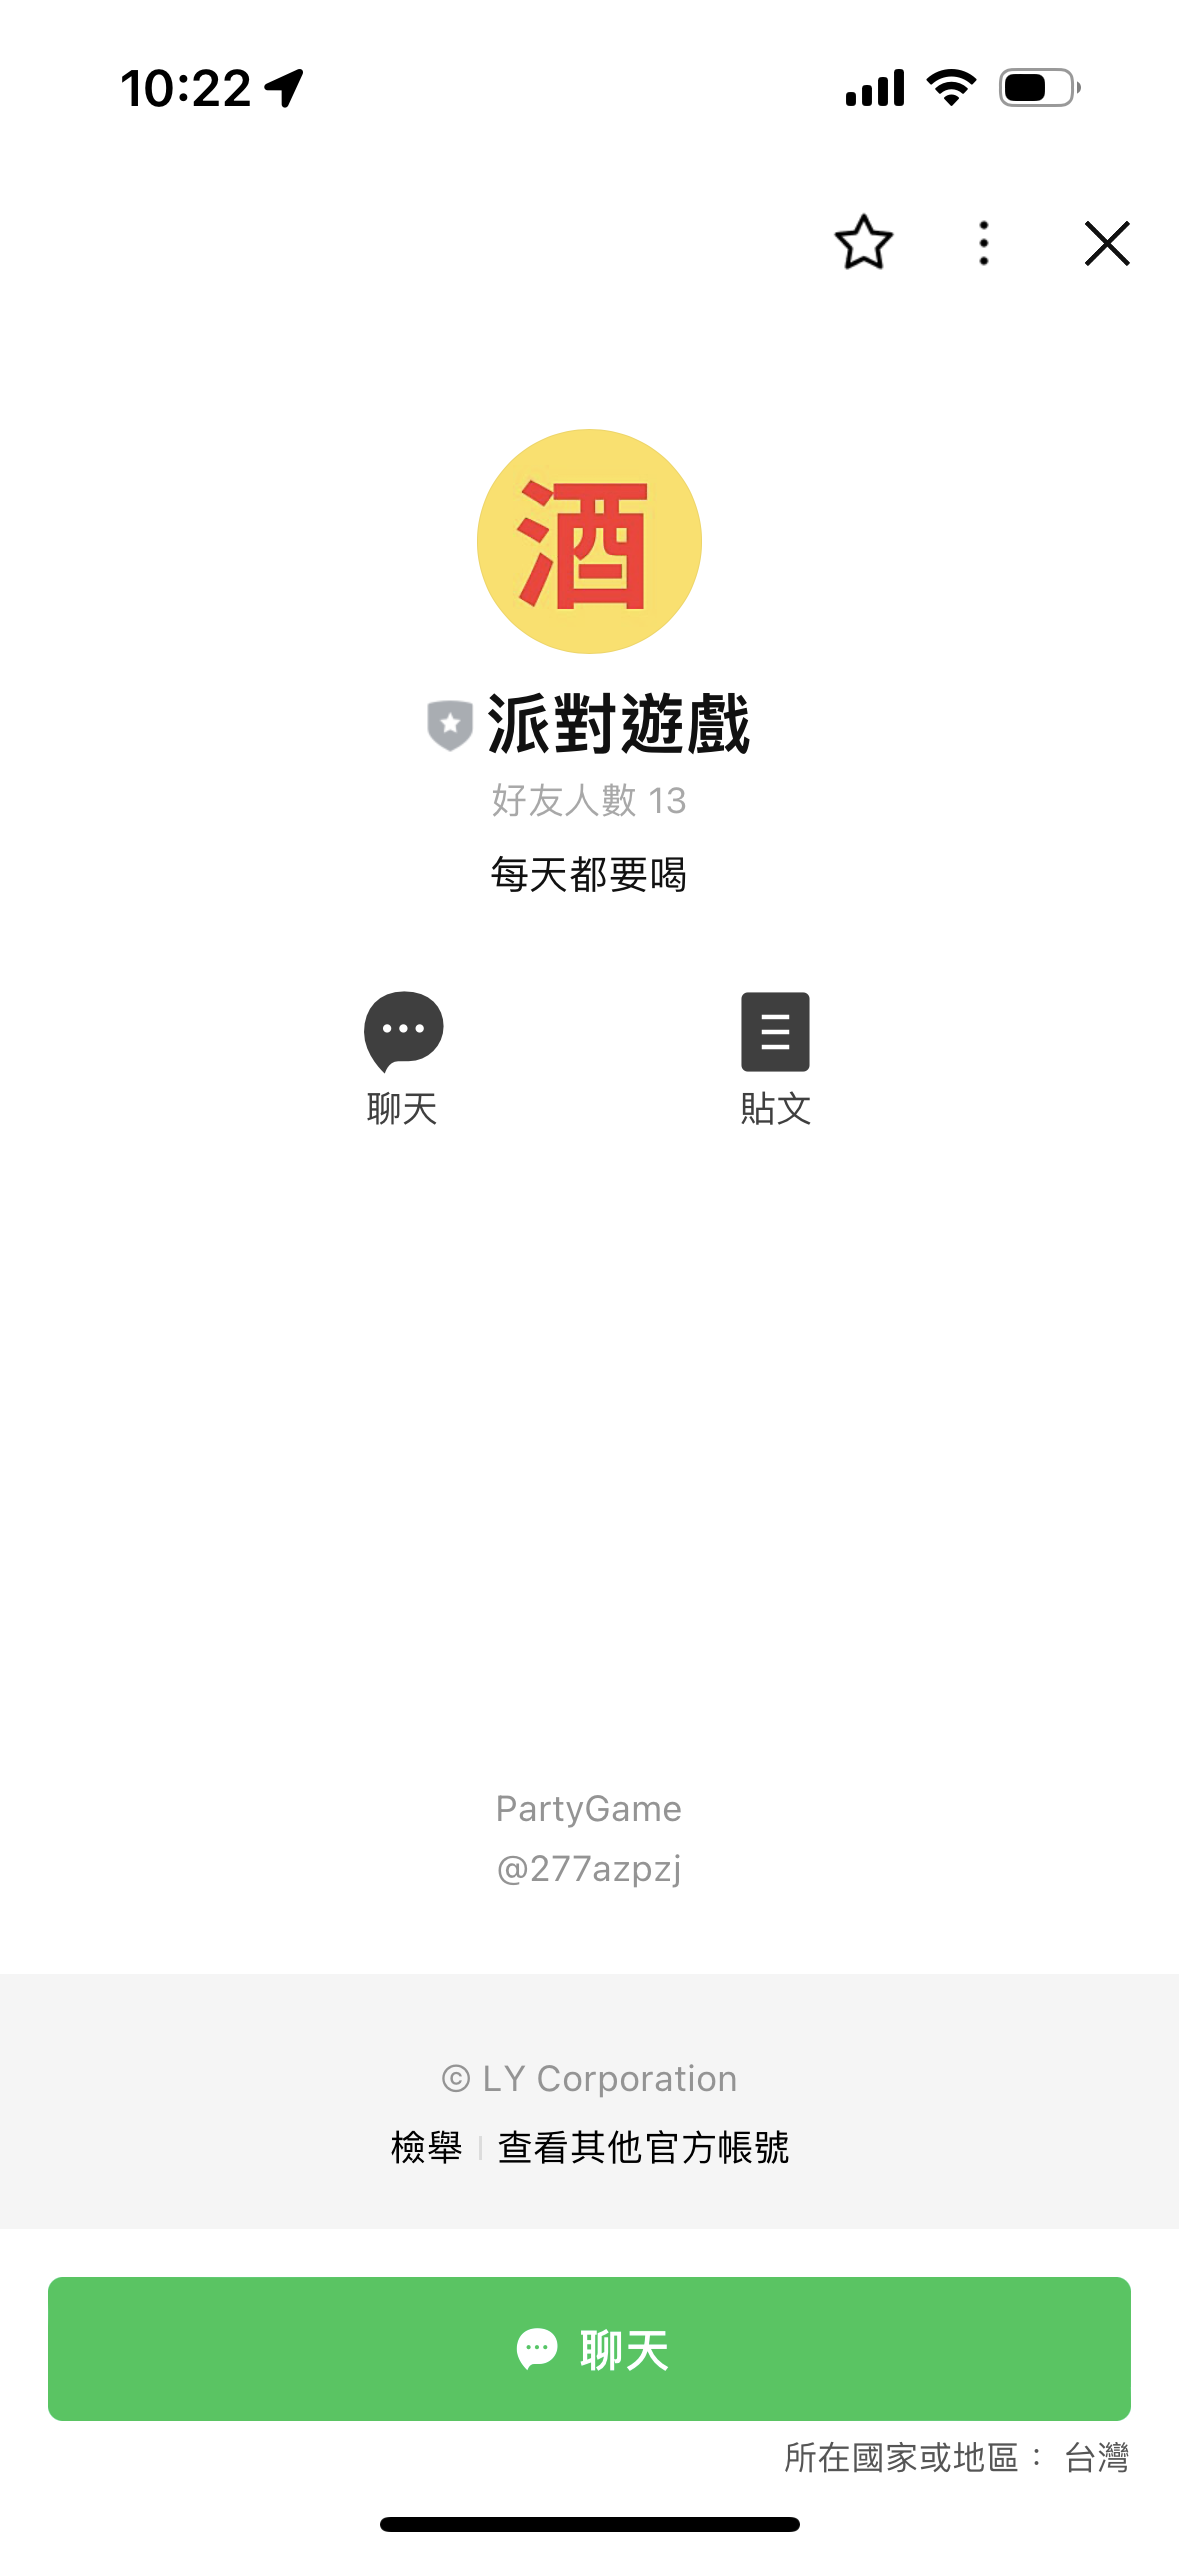 10:22
酒
派對遊戲
好友人數 13
每天都要喝
聊天
貼文
PartyGame
@277azpzj
© LY Corporation
檢舉 | 查看其他官方帳號
聊天
所在國家或地區： 台灣